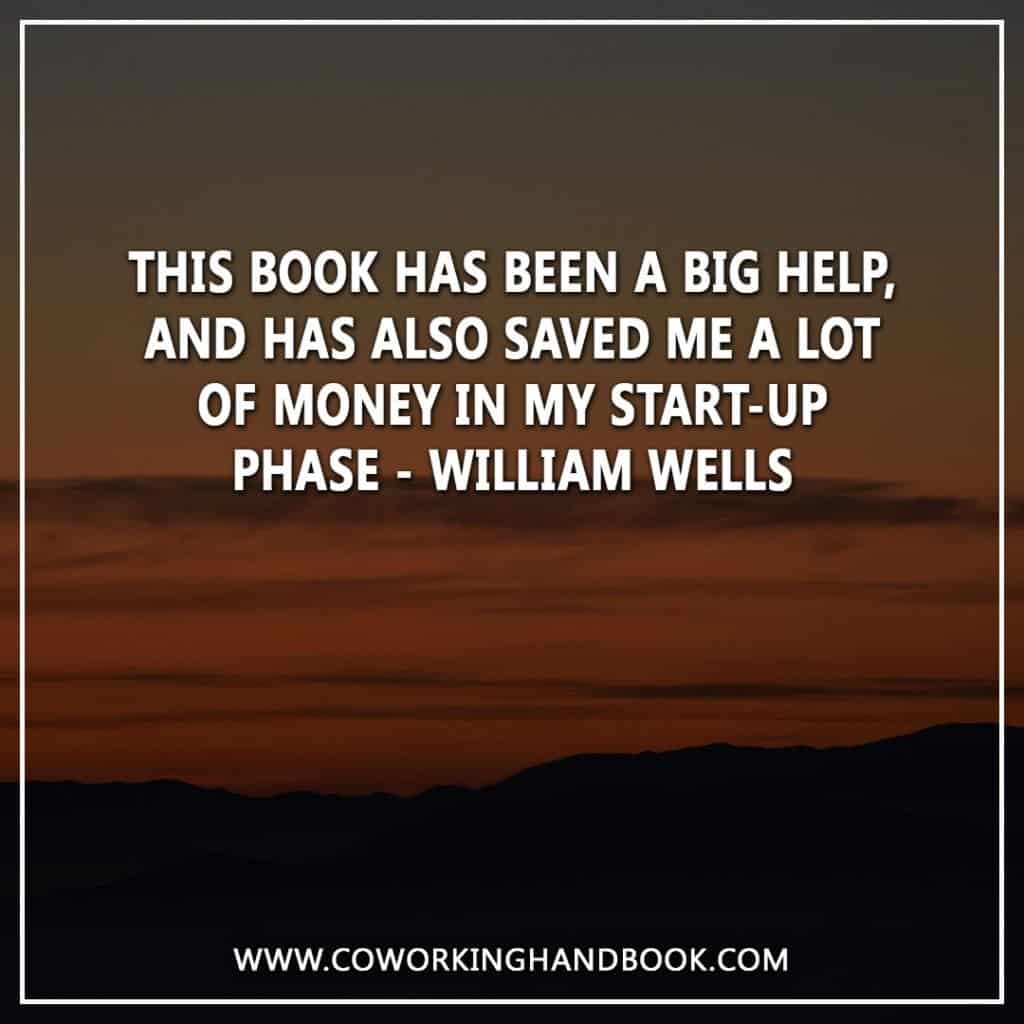 THIS BOOK HAS BEEN A BIG HELP,
AND HAS ALSO SAVED ME A LOT
OF MONEY IN MY START-UP
PHASE - WILLIAM WELLS
WWW.COWORKINGHANDBOOK.COM